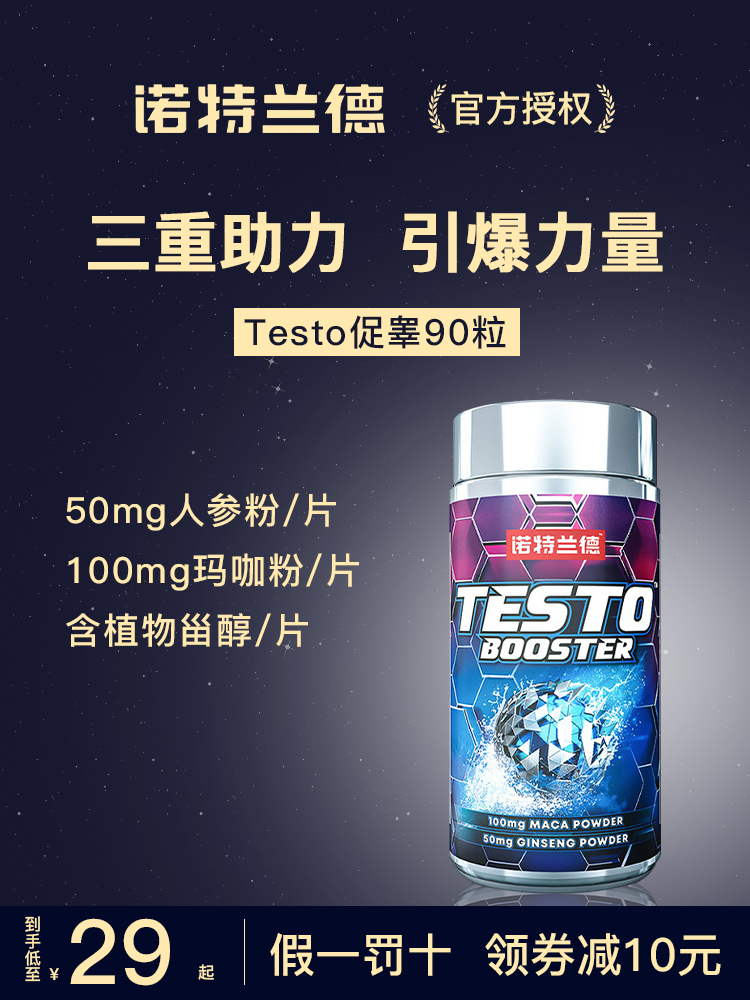 诺特兰德
官方授权
三重助力 引爆力量
Testo促睾90粒
50mg人参粉/片
100mg玛咖粉/片
含植物甾醇/片
诺特兰德
TESTO
BOOSTER
100mg MACA POWDER
50mg GINSENG POWDER
到手低至 ¥29起
假一罚十 领券减10元